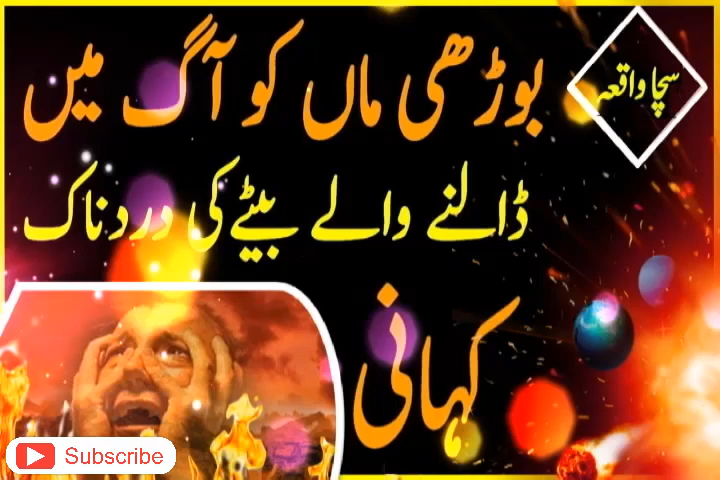 سچا واقعہ
بوڑھی ماں کو آگ میں
ڈالنے والے بیٹے کی دردناک
کہانی
Subscribe